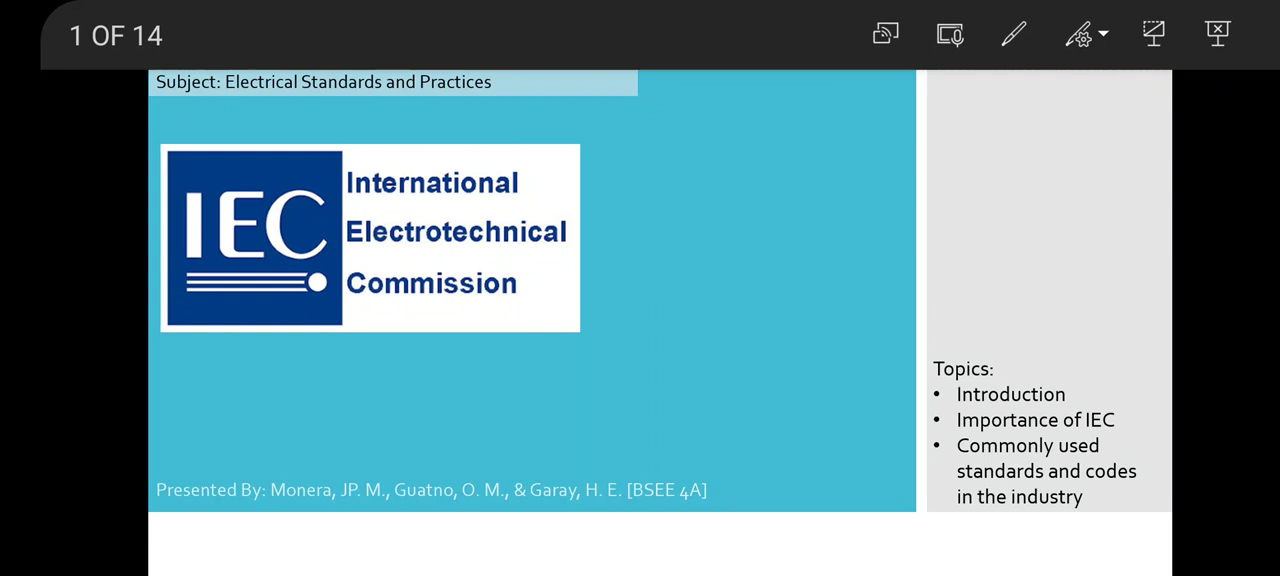 1 OF 14
Subject: Electrical Standards and Practices
IEC
International
Electrotechnical
Commission
Presented By: Monera, JP. M., Guatno, O. M., & Garay, H. E. [BSEE 4A]
Topics:
• Introduction
• Importance of IEC
• Commonly used
standards and codes
in the industry